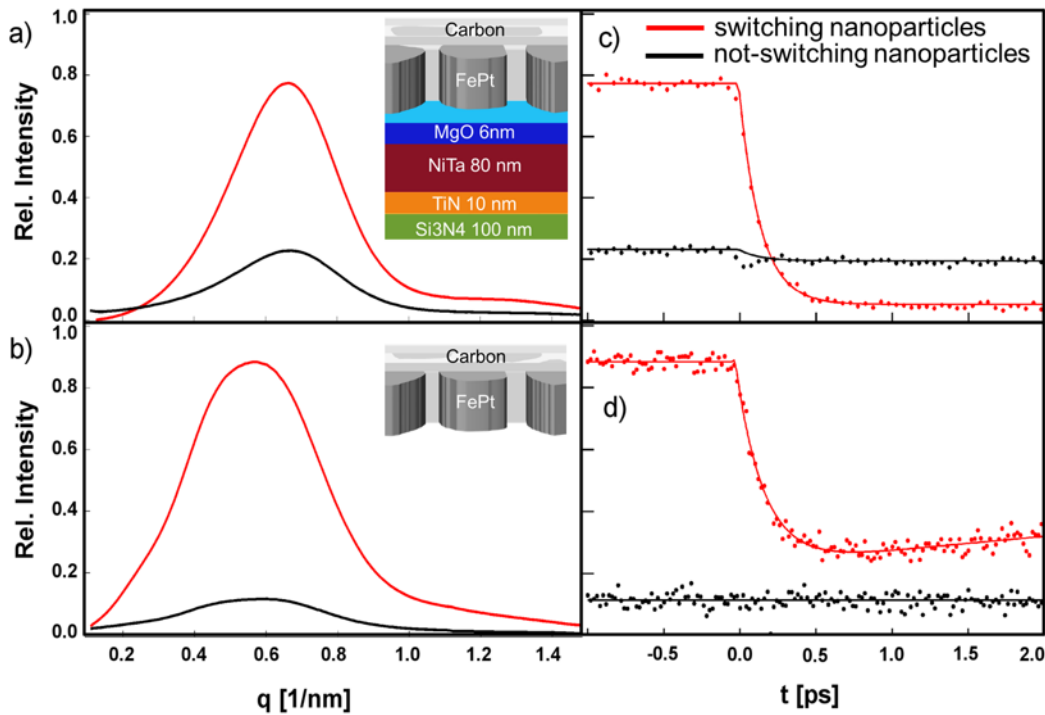 a)
Rel. Intensity
1.0
0.8
0.6
0.4
0.2
0.0
Carbon
FePt
MgO 6nm
NiTa 80 nm
TiN 10 nm
Si3N4 100 nm
c)
switching nanoparticles
not-switching nanoparticles
b)
Rel. Intensity
1.0
0.8
0.6
0.4
0.2
0.0
Carbon
FePt
d)
0.2 0.4 0.6 0.8 1.0 1.2 1.4
q [1/nm]
-0.5 0.0 0.5 1.0 1.5 2.0
t [ps]